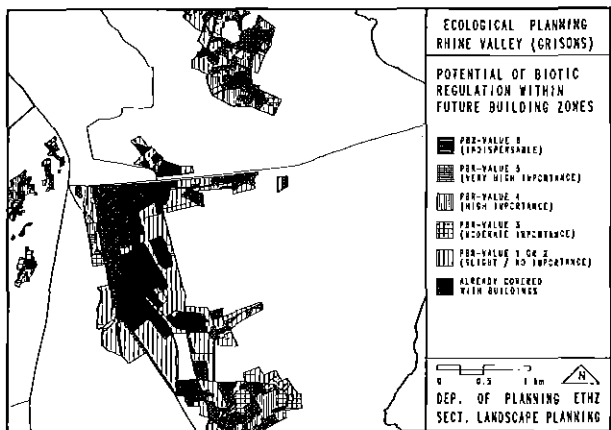 ECOLOGICAL PLANNING
RHINE VALLEY (GRISONS)
POTENTIAL OF BIOTIC
REGULATION WITHIN
FUTURE BUILDING ZONES
PBR-VALUE 6
(INDISPENSABLE)
PBR-VALUE 5
(VERY HIGH IMPORTANCE)
PBR-VALUE 4
(HIGH IMPORTANCE)
PBR-VALUE 3
(MODERATE IMPORTANCE)
PBR-VALUE 1 OR 2
(SLIGHT / NO IMPORTANCE)
ALREADY COVERED
WITH BUILDINGS
0 0.5 1 km
N
DEP. OF PLANNING ETHZ
SECT. LANDSCAPE PLANNING